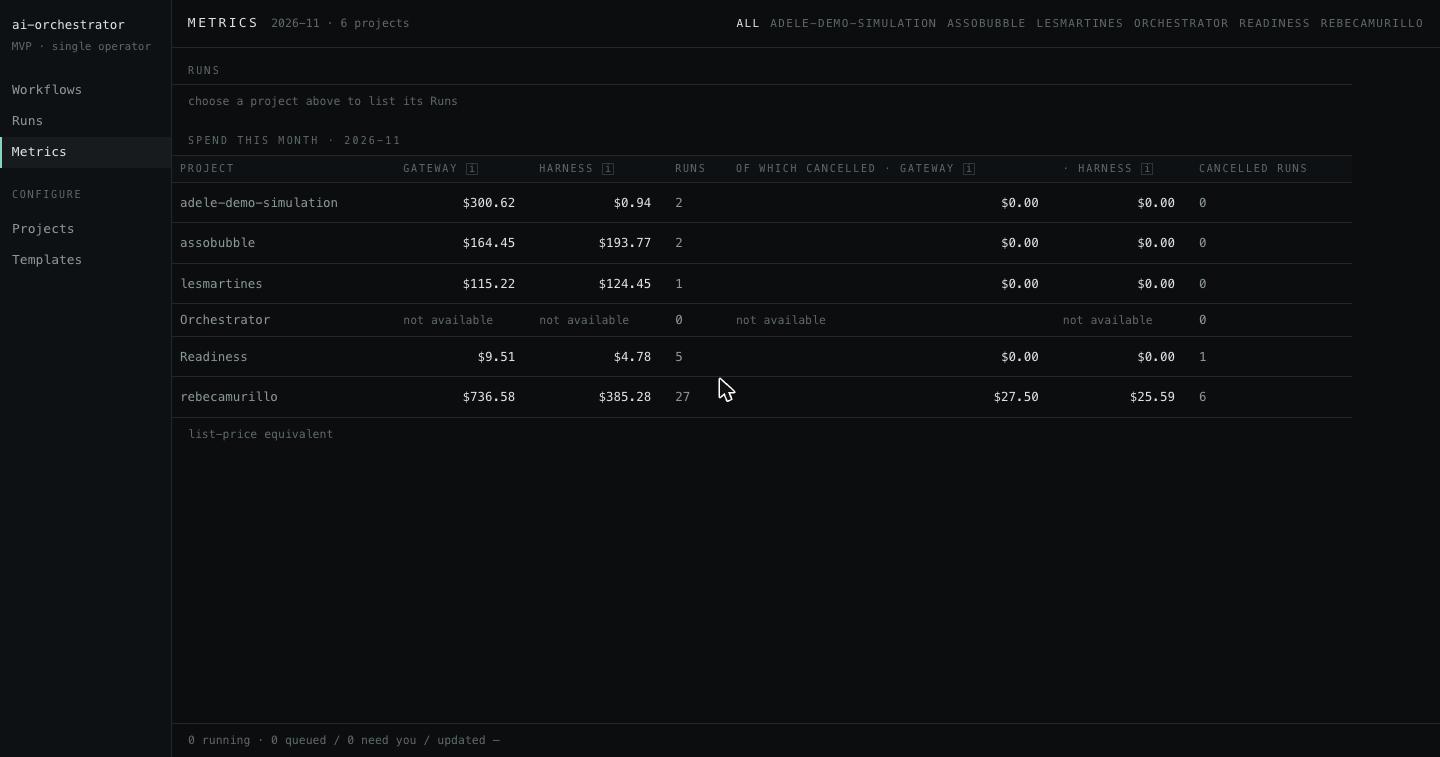 ai-orchestrator
MVP · single operator
Workflows
Runs
Metrics
CONFIGURE
Projects
Templates
METRICS 2026-11 · 6 projects ALL ADELE-DEMO-SIMULATION ASSOBUBBLE LESMARTINES ORCHESTRATOR READINESS REBECAMURILLO
RUNS
choose a project above to list its Runs
SPEND THIS MONTH · 2026-11
PROJECT GATEWAY i HARNESS i RUNS OF WHICH CANCELLED · GATEWAY i · HARNESS i CANCELLED RUNS
adele-demo-simulation $300.62 $0.94 2 $0.00 $0.00 0
assobubble $164.45 $193.77 2 $0.00 $0.00 0
lesmartines $115.22 $124.45 1 $0.00 $0.00 0
Orchestrator not available not available 0 not available not available 0
Readiness $9.51 $4.78 5 $0.00 $0.00 1
rebecamurillo $736.58 $385.28 27 $27.50 $25.59 6
list-price equivalent
0 running · 0 queued / 0 need you / updated —